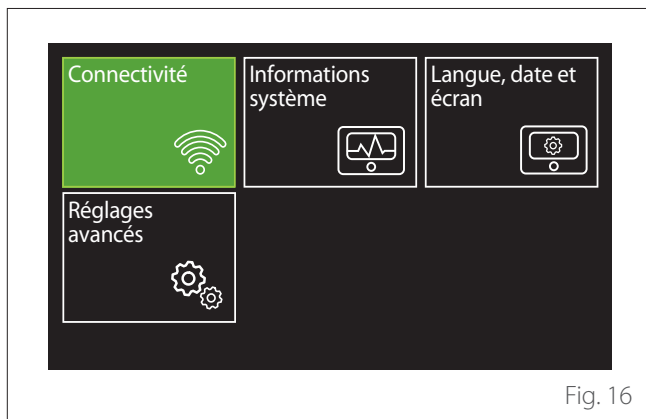 Connectivité
Informations
système
Langue, date et
écran
Réglages
avancés
Fig. 16